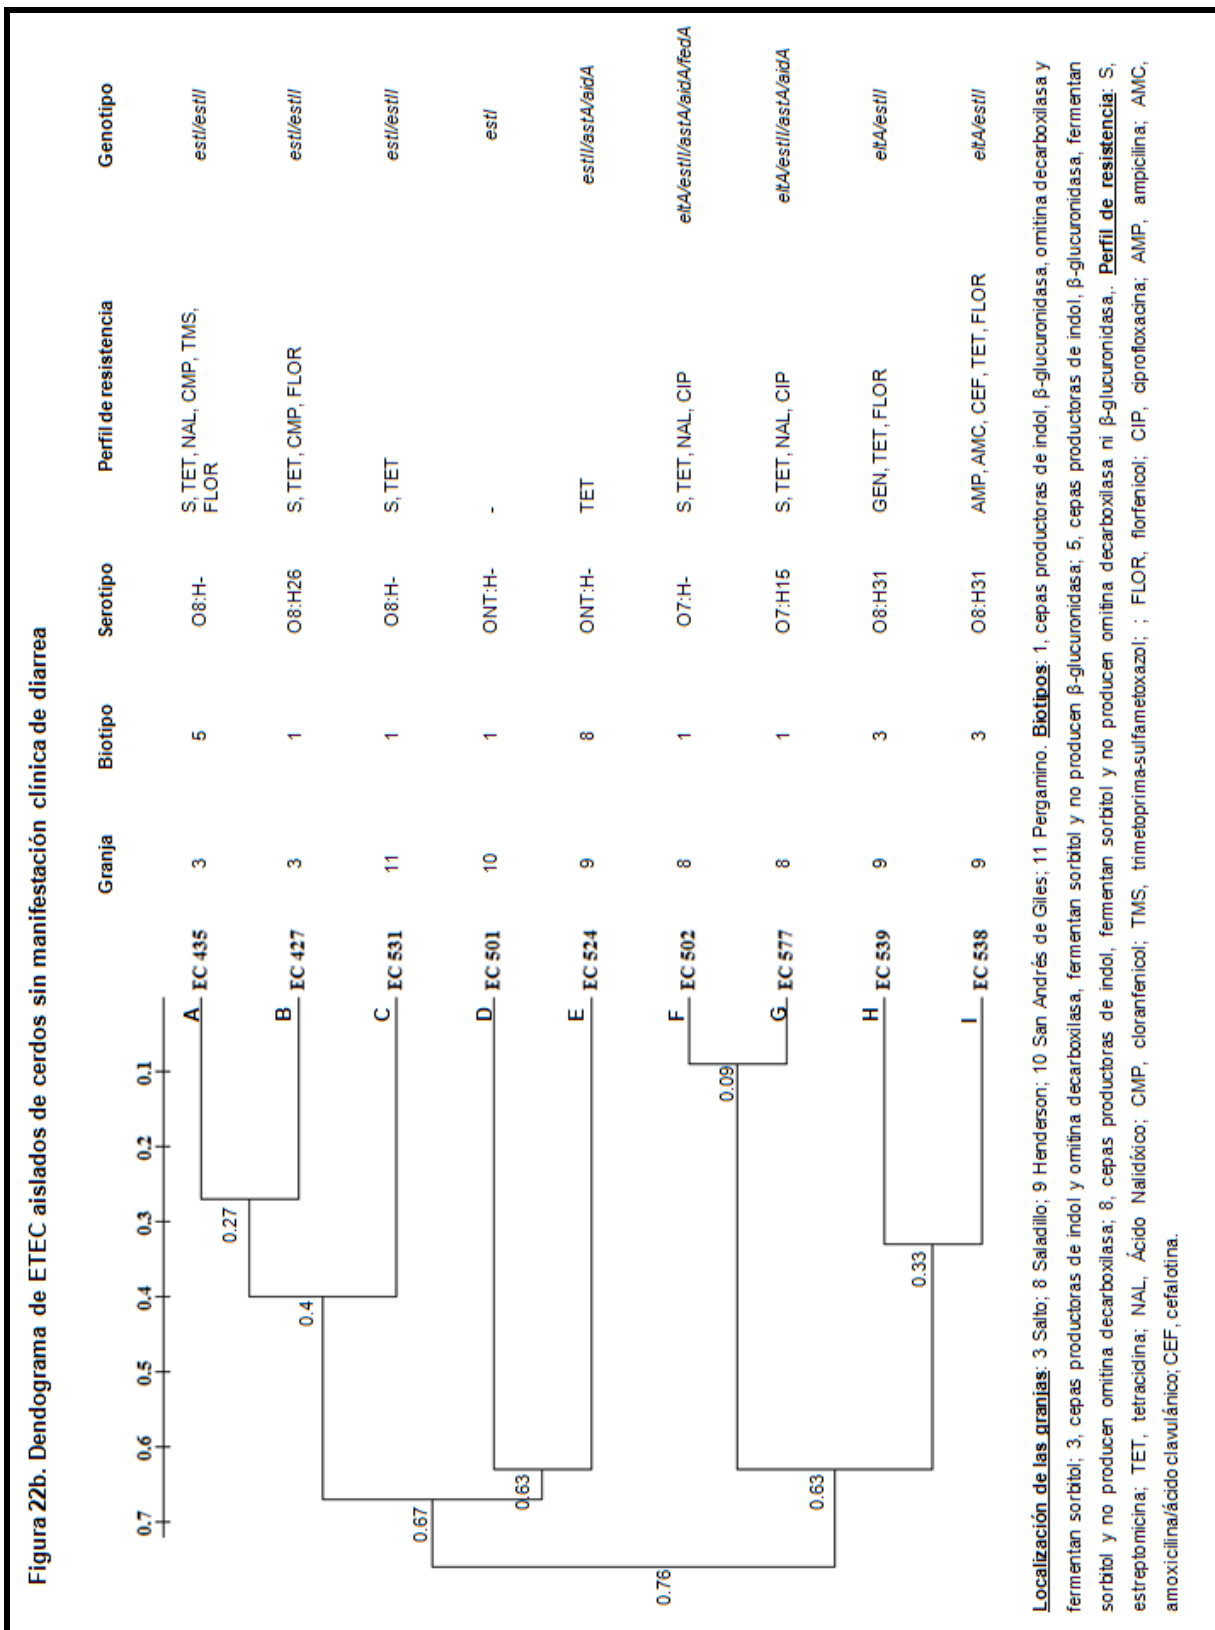 Figura 22b. Dendograma de ETEC aislados de cerdos sin manifestación clínica de diarrea
Granja Biotipo Serotipo Perfil de resistencia Genotipo
0.7 0.6 0.5 0.4 0.3 0.2 0.1
A EC 435 3 5 O8:H- S, TET, NAL, CMP, TMS, FLOR estI/estII
B EC 427 3 1 O8:H26 S, TET, CMP, FLOR estI/estII
C EC 531 11 1 O8:H- S, TET estI/estII
D EC 501 10 1 ONT:H- - estI
E EC 524 9 8 ONT:H- TET estII/astA/aidA
F EC 502 8 1 O7:H- S, TET, NAL, CIP eltA/estII/astA/aidA/fedA
G EC 577 8 1 O7:H15 S, TET, NAL, CIP eltA/estII/astA/aidA
H EC 539 9 3 O8:H31 GEN, TET, FLOR eltA/estII
I EC 538 9 3 O8:H31 AMP, AMC, CEF, TET, FLOR eltA/estII
0.27
0.4
0.67
0.63
0.76
0.09
0.63
0.33
Localización de las granjas: 3 Salto; 8 Saladillo; 9 Henderson; 10 San Andrés de Giles; 11 Pergamino. Biotipos: 1, cepas productoras de indol, β-glucuronidasa, ornitina decarboxilasa y
fermentan sorbitol; 3, cepas productoras de indol y ornitina decarboxilasa, fermentan sorbitol y no producen β-glucuronidasa; 5, cepas productoras de indol, β-glucuronidasa, fermentan
sorbitol y no producen ornitina decarboxilasa; 8, cepas productoras de indol, fermentan sorbitol y no producen ornitina decarboxilasa ni β-glucuronidasa,. Perfil de resistencia: S,
estreptomicina; TET, tetraciclina; NAL, Ácido Nalidíxico; CMP, cloranfenicol; TMS, trimetoprima-sulfametoxazol; ; FLOR, florfenicol; CIP, ciprofloxacina; AMP, ampicilina; AMC,
amoxicilina/ácido clavulánico; CEF, cefalotina.